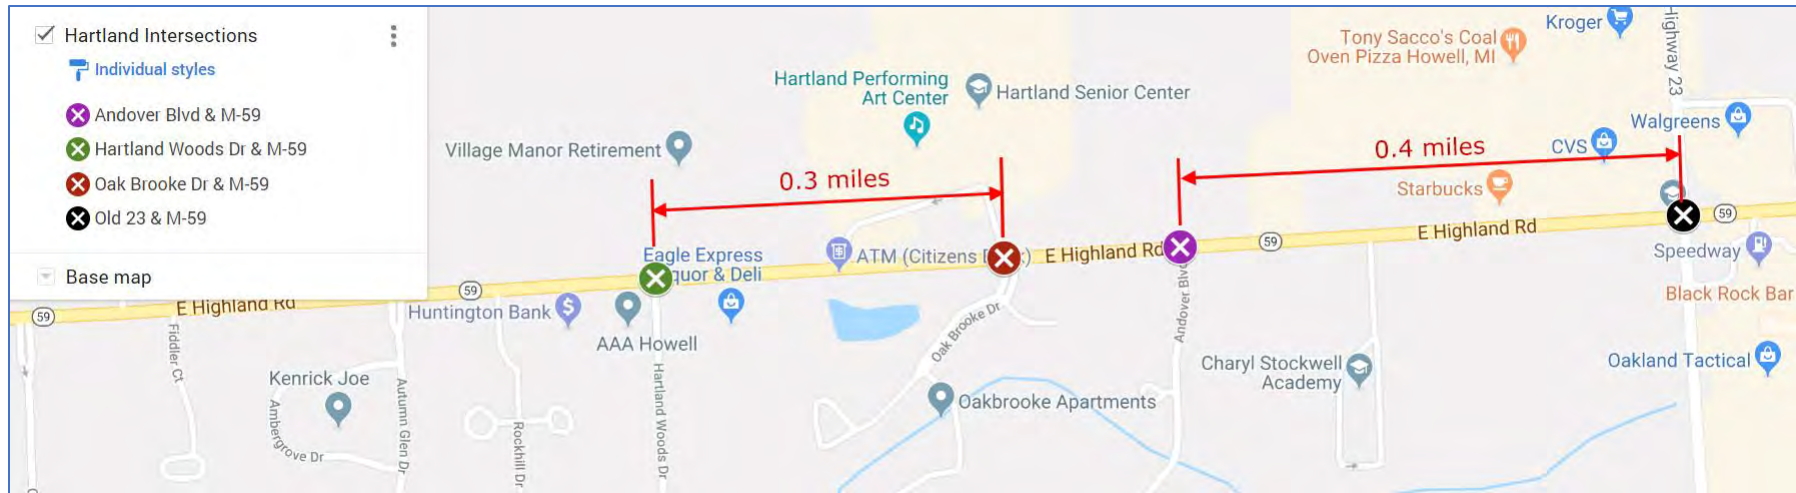 Hartland Intersections
Individual styles
Andover Blvd & M-59
Hartland Woods Dr & M-59
Oak Brooke Dr & M-59
Old 23 & M-59
Base map
Kroger
Tony Sacco's Coal
Oven Pizza Howell, MI
Highway 23
Hartland Performing
Art Center
Hartland Senior Center
Walgreens
Village Manor Retirement
CVS
0.4 miles
0.3 miles
Starbucks
59
E Highland Rd
59
E Highland Rd
Speedway
Eagle Express
quor & Deli
ATM (Citizens
Black Rock Bar
59
E Highland Rd
59
Huntington Bank
AAA Howell
Andover Blvd
Oak Brooke Dr
Fiddler Ct
Kenrick Joe
Charyl Stockwell
Academy
Oakland Tactical
Oakbrooke Apartments
Ambergrove Dr
Autumn Glen Dr
Rockhill Dr
Hartland Woods Dr